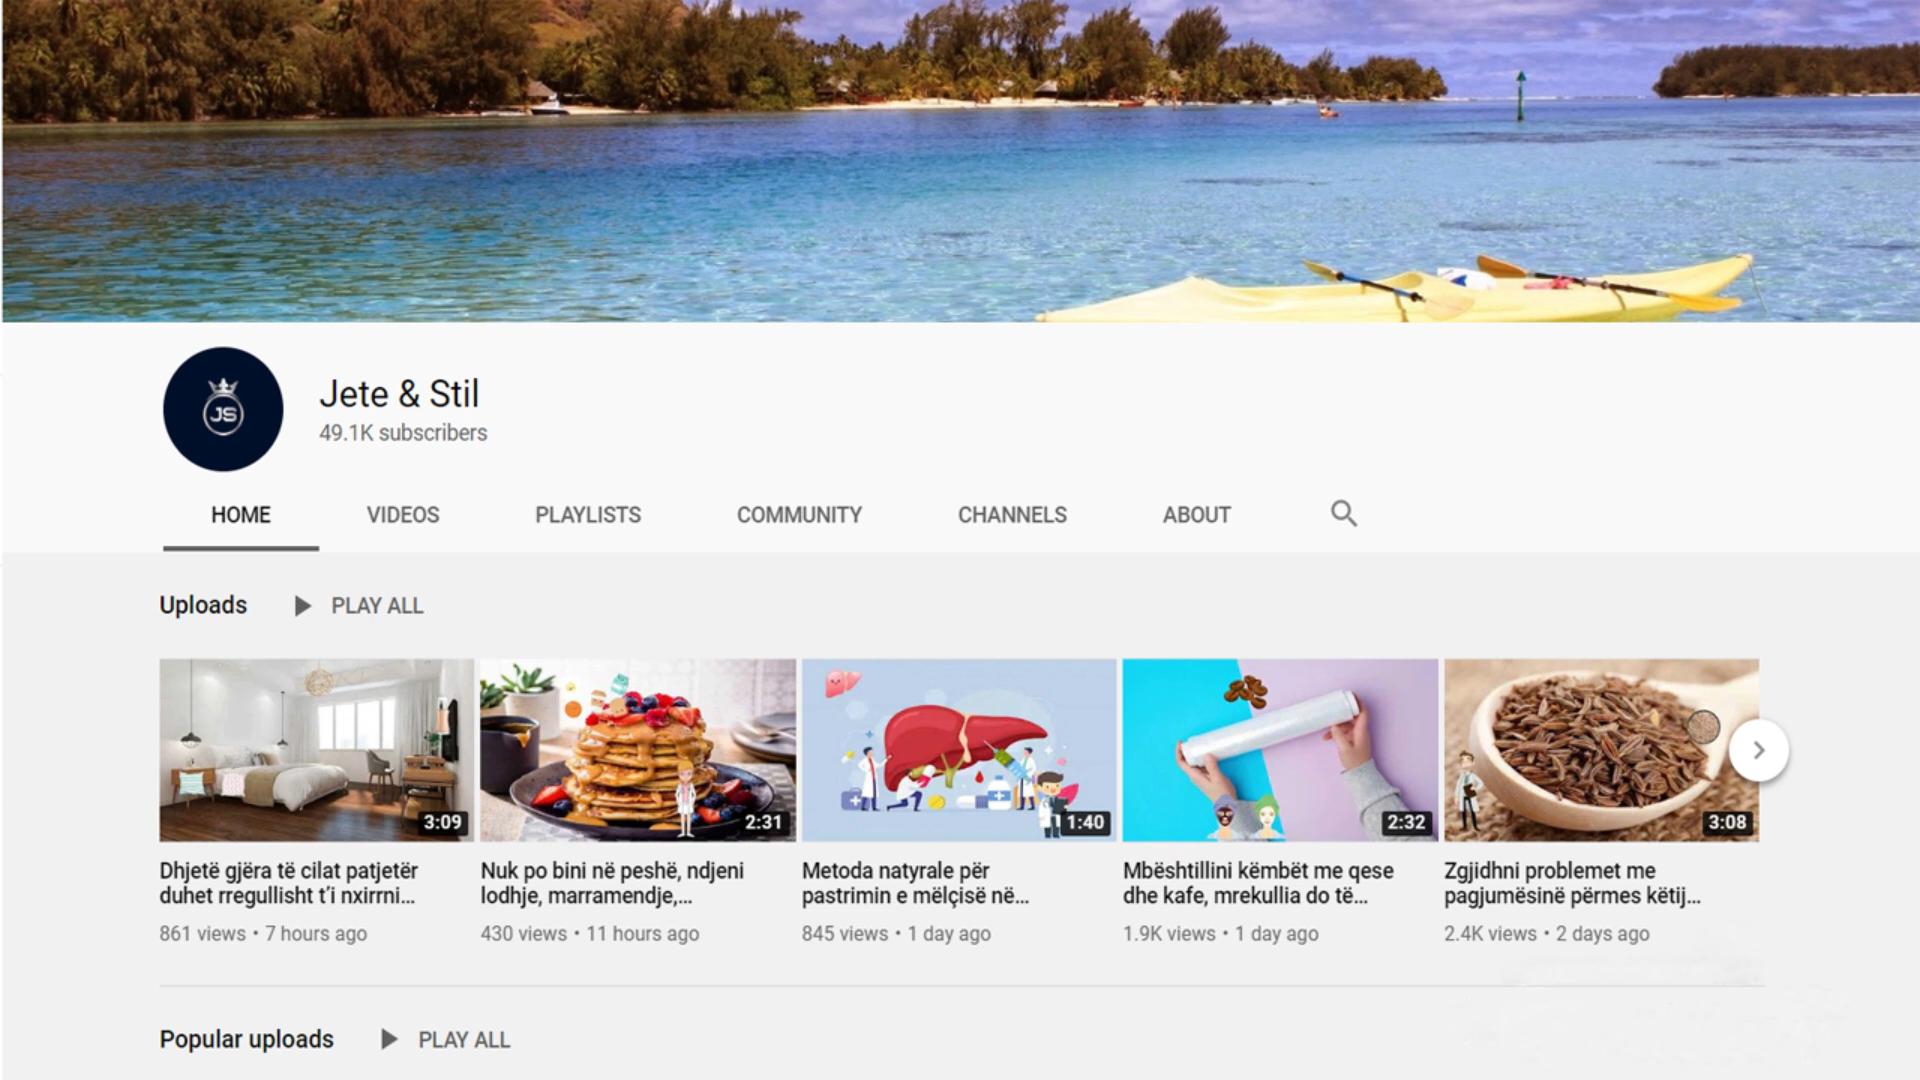 JS
Jete & Stil
49.1K subscribers
HOME VIDEOS PLAYLISTS COMMUNITY CHANNELS ABOUT
Uploads PLAY ALL
3:09 2:31 1:40 2:32 3:08
Dhjetë gjëra të cilat patjetër
duhet rregullisht t’i nxirrni...
861 views • 7 hours ago
Nuk po bini në peshë, ndjeni
lodhje, marramendje,...
430 views • 11 hours ago
Metoda natyrale për
pastrimin e mëlçisë në...
845 views • 1 day ago
Mbështillini këmbët me qese
dhe kafe, mrekullia do të...
1.9K views • 1 day ago
Zgjidhni problemet me
pagjumësinë përmes këtij...
2.4K views • 2 days ago
Popular uploads PLAY ALL